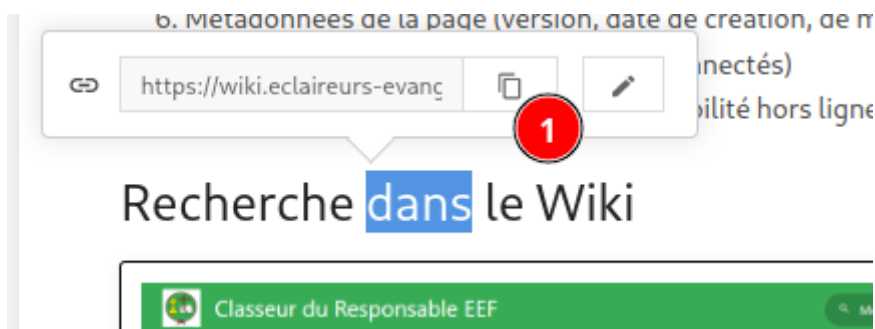 6. Métadonnées de la page (version, date de création, de m
nnectés)
https://wiki.eclaireurs-evang
bilité hors ligne
1
Recherche dans le Wiki
Classeur du Responsable EEF